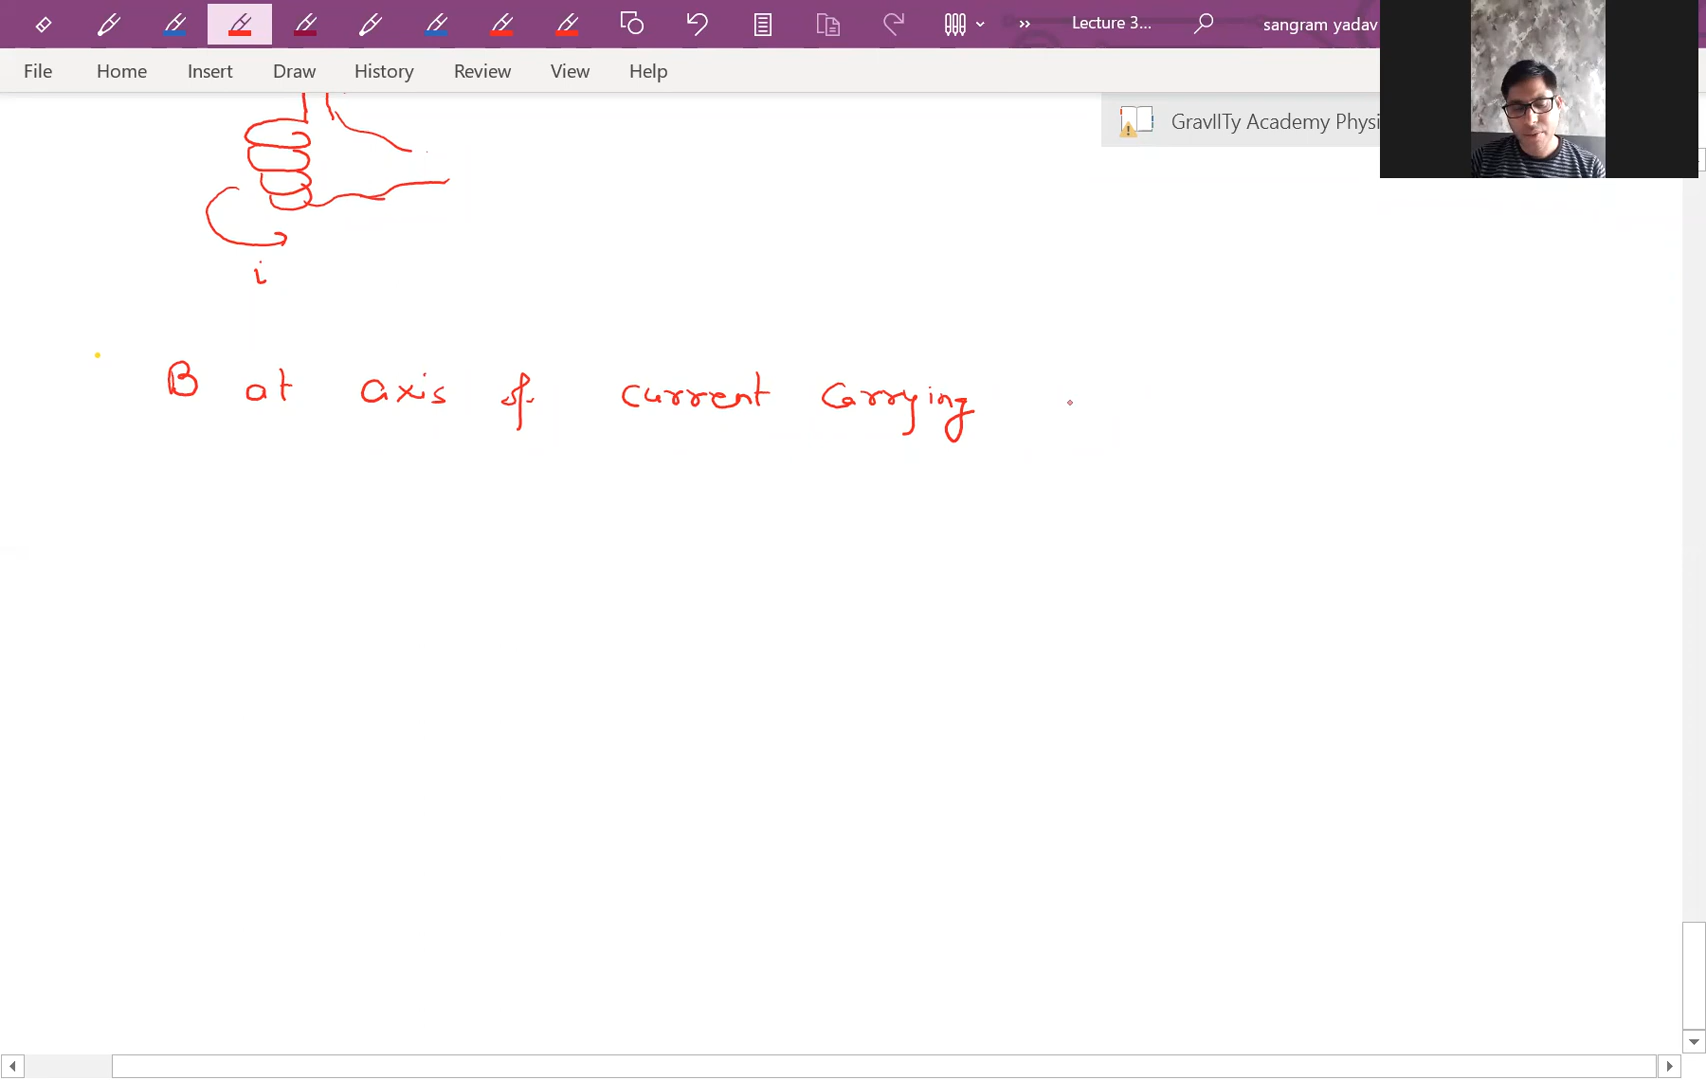 Lecture 3...
sangram yadav
File Home Insert Draw History Review View Help
GravIITy Academy Physi
i
B at axis of current carrying